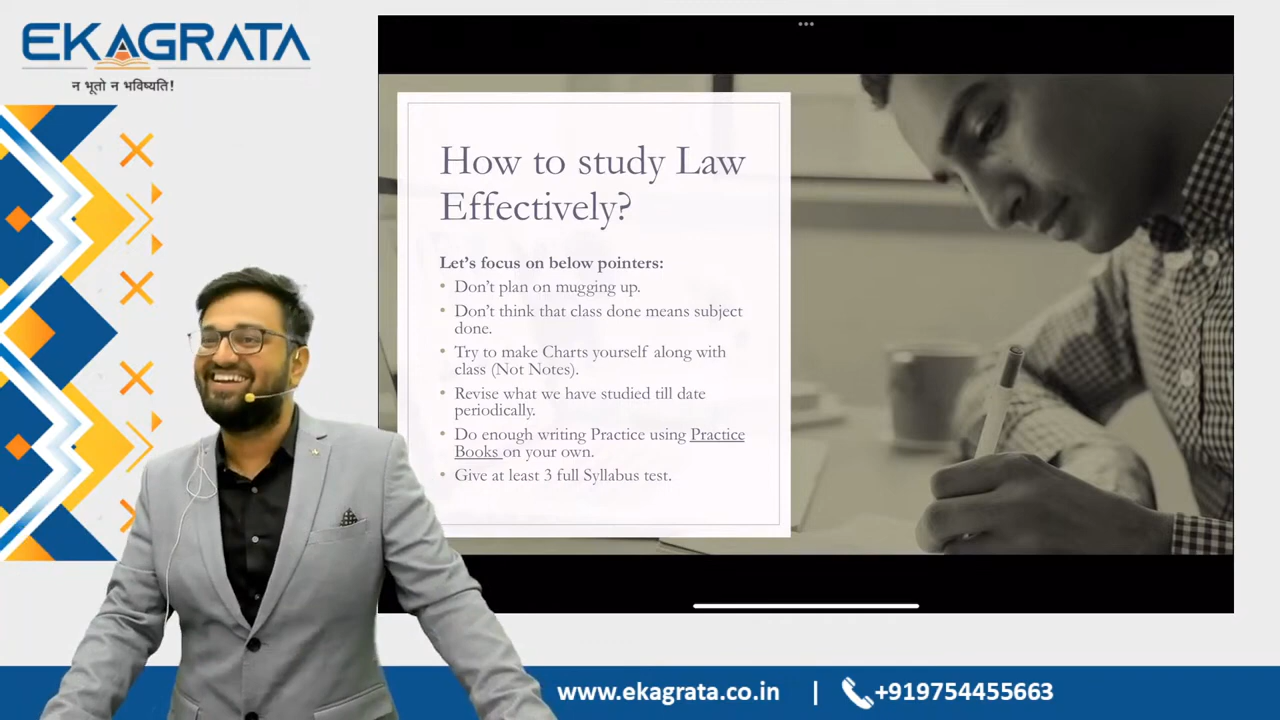 EKAGRATA
न भूतो न भविष्यति!
How to study Law
Effectively?
Let's focus on below pointers:
• Don't plan on mugging up.
• Don't think that class done means subject
done.
• Try to make Charts yourself along with
class (Not Notes).
• Revise what we have studied till date
periodically.
• Do enough writing Practice using Practice
Books on your own.
• Give at least 3 full Syllabus test.
www.ekagrata.co.in | +919754455663